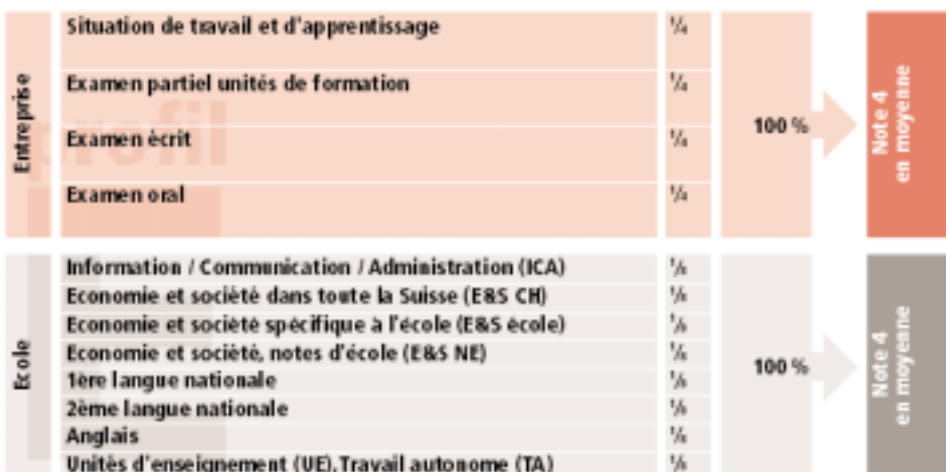 Entreprise
profil
Situation de travail et d'apprentissage ¼
Examen partiel unités de formation ¼
Examen écrit ¼
Examen oral ¼
100 %
Note 4
en moyenne
Ecole
Information / Communication / Administration (ICA) ⅛
Economie et société dans toute la Suisse (E&S CH) ⅛
Economie et société spécifique à l'école (E&S école) ⅛
Economie et société, notes d'école (E&S NE) ⅛
1ère langue nationale ⅛
2ème langue nationale ⅛
Anglais ⅛
Unités d'enseignement (UE), Travail autonome (TA) ⅛
100 %
Note 4
en moyenne